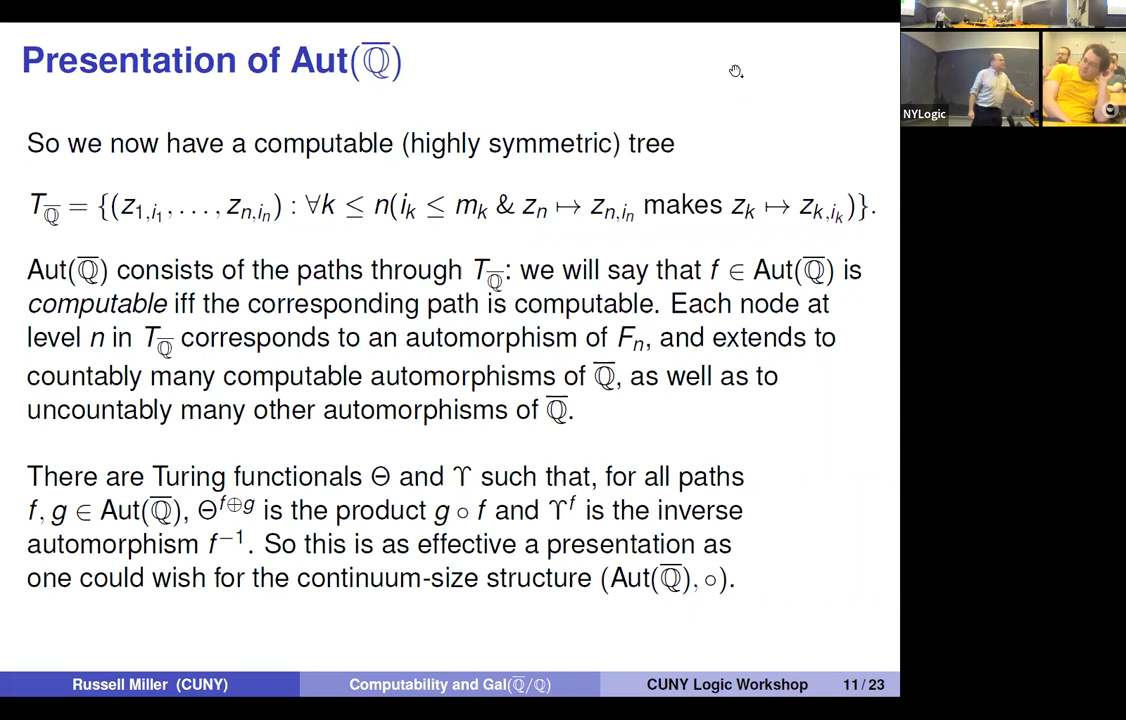 Presentation of Aut(ℚ̅)
So we now have a computable (highly symmetric) tree
T_ℚ̅ = {(z_{1,i_1}, . . . , z_{n,i_n}) : ∀k ≤ n(i_k ≤ m_k & z_n ↦ z_{n,i_n} makes z_k ↦ z_{k,i_k})}.
Aut(ℚ̅) consists of the paths through T_ℚ̅: we will say that f ∈ Aut(ℚ̅) is
computable iff the corresponding path is computable. Each node at
level n in T_ℚ̅ corresponds to an automorphism of F_n, and extends to
countably many computable automorphisms of ℚ̅, as well as to
uncountably many other automorphisms of ℚ̅.
There are Turing functionals Θ and ϒ such that, for all paths
f, g ∈ Aut(ℚ̅), Θ^{f⊕g} is the product g ∘ f and ϒ^f is the inverse
automorphism f^{-1}. So this is as effective a presentation as
one could wish for the continuum-size structure (Aut(ℚ̅), ∘).
Russell Miller (CUNY) Computability and Gal(ℚ̅/ℚ) CUNY Logic Workshop 11 / 23
NYLogic